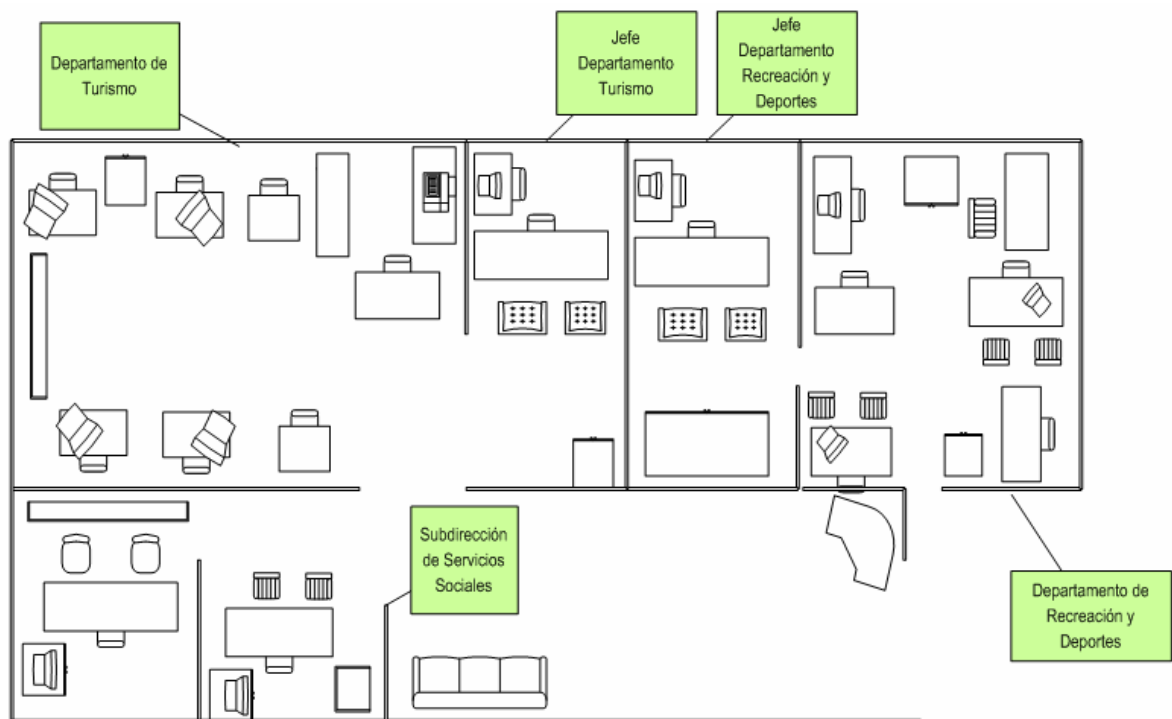 Departamento de
Turismo
Jefe
Departamento
Turismo
Jefe
Departamento
Recreación y
Deportes
Subdirección
de Servicios
Sociales
Departamento de
Recreación y
Deportes